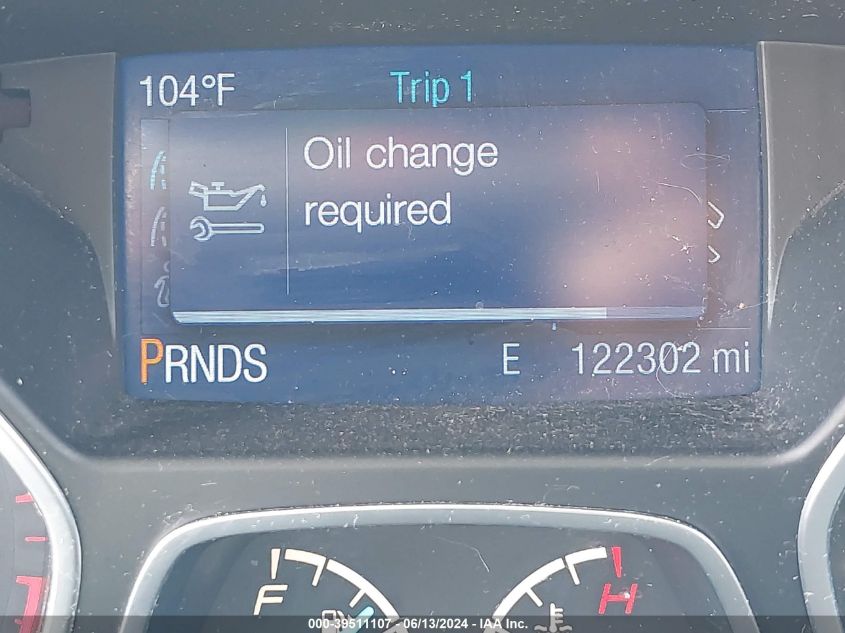 104°F Trip 1
Oil change
required
PRNDS E 122302 mi
F H
000-39511107 - 06/13/2024 - IAA Inc.